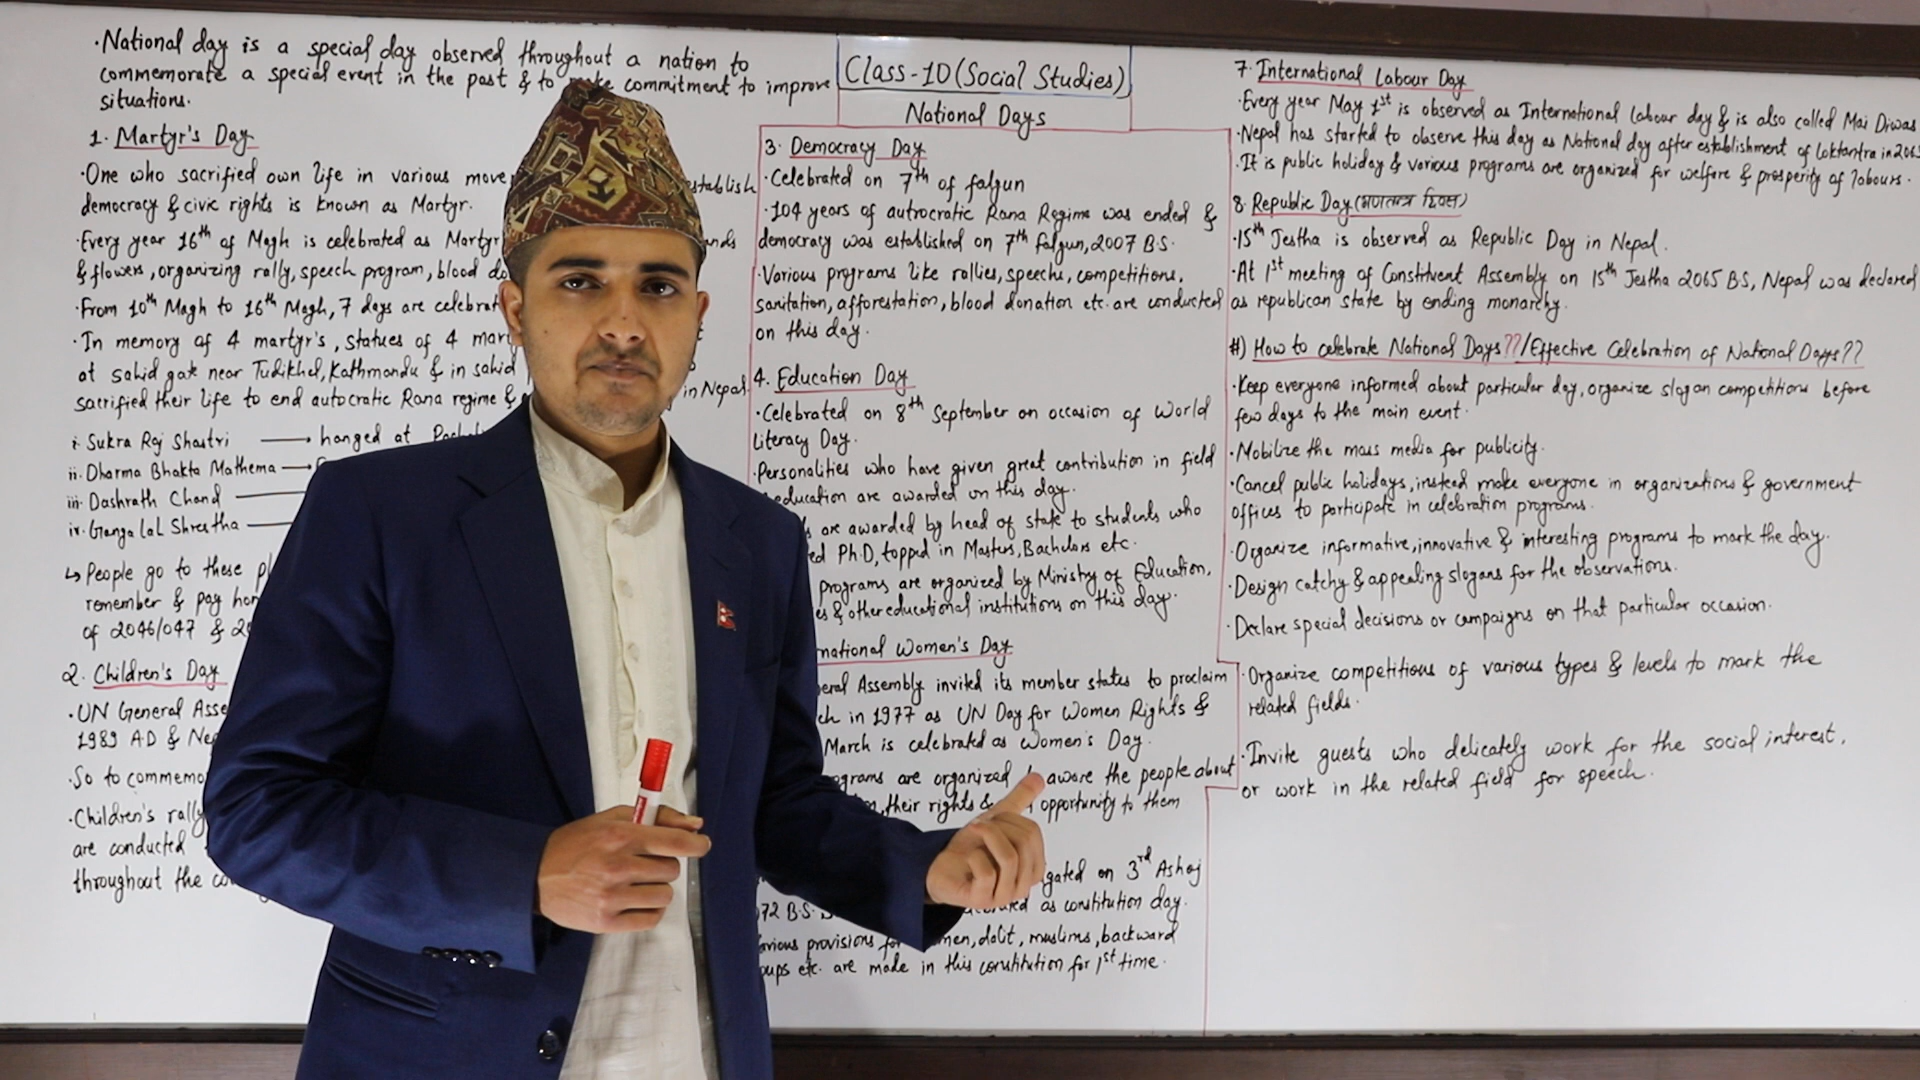 ·National day is a special day observed throughout a nation to
commemorate a special event in the past & to make commitment to improve
situations.
1. Martyr's Day
·One who sacrificed own life in various establish
democracy & civic rights is known as Martyr.
·Every year 16th of Magh is celebrated as
& flowers, organizing rally, speech program, blood
·From 10th Magh to 16th Magh, 7 days are
·In memory of 4 martyr's, statues of 4
at sahid gate near Tudikhel, Kathmandu & in sahid
sacrificed their life to end autocratic Rana regime & in Nepal.
i. Sukra Raj Shastri → hanged at
ii. Dharma Bhakta Mathema →
iii. Dashrath Chand
iv. Ganga Lal Shrestha
↳ People go to these
remember & pay
of 2046/047 &
2. Children's Day
·UN General
1989 A.D &
·So to
·Children's rally
are conducted
throughout the
Class-10 (Social Studies)
National Days
3. Democracy Day
·Celebrated on 7th of falgun
·104 years of autrocratic Rana Regime was ended &
democracy was established on 7th falgun, 2007 B.S.
·Various programs like rallies, speechs, competitions,
sanitation, afforestation, blood donation etc. are conducted
on this day.
4. Education Day
·Celebrated on 8th September on occasion of World
Literacy Day.
·Personalities who have given great contribution in field
education are awarded on this day.
are awarded by head of state to students who
Ph.D, topped in Masters, Bachelors etc.
programs are organized by Ministry of Education,
& other educational institutions on this day.
Women's Day
Assembly invited its member states to proclaim
in 1977 as UN Day for Women Rights &
March is celebrated as Women's Day.
are organized aware the people about
their rights & opportunity to them
on 3rd Ashoj
B.S. as constitution day.
provisions dalit, muslims, backward
etc. are made in this constitution for 1st time.
7. International Labour Day
·Every year May 1st is observed as International labour day & is also called Mai Diwas
·Nepal has started to observe this day as National day after establishment of loktantra in
·It is public holiday & various programs are organized for welfare & prosperity of labours.
8. Republic Day (गणतन्त्र दिवस)
·15th Jestha is observed as Republic Day in Nepal.
·At 1st meeting of Constituent Assembly on 15th Jestha 2065 B.S, Nepal was declared
as republican state by ending monarchy.
#) How to celebrate National Days??/Effective Celebration of National Days??
·Keep everyone informed about particular day, organize slogan competitions before
few days to the main event.
·Mobilize the mass media for publicity.
·Cancel public holidays, instead make everyone in organizations & government
offices to participate in celebration programs.
·Organize informative, innovative & interesting programs to mark the day.
·Design catchy & appealing slogans for the observations.
·Declare special decisions or campaigns on that particular occasion.
·Organize competitions of various types & levels to mark the
related fields.
·Invite guests who delicately work for the social interest,
or work in the related field for speech.